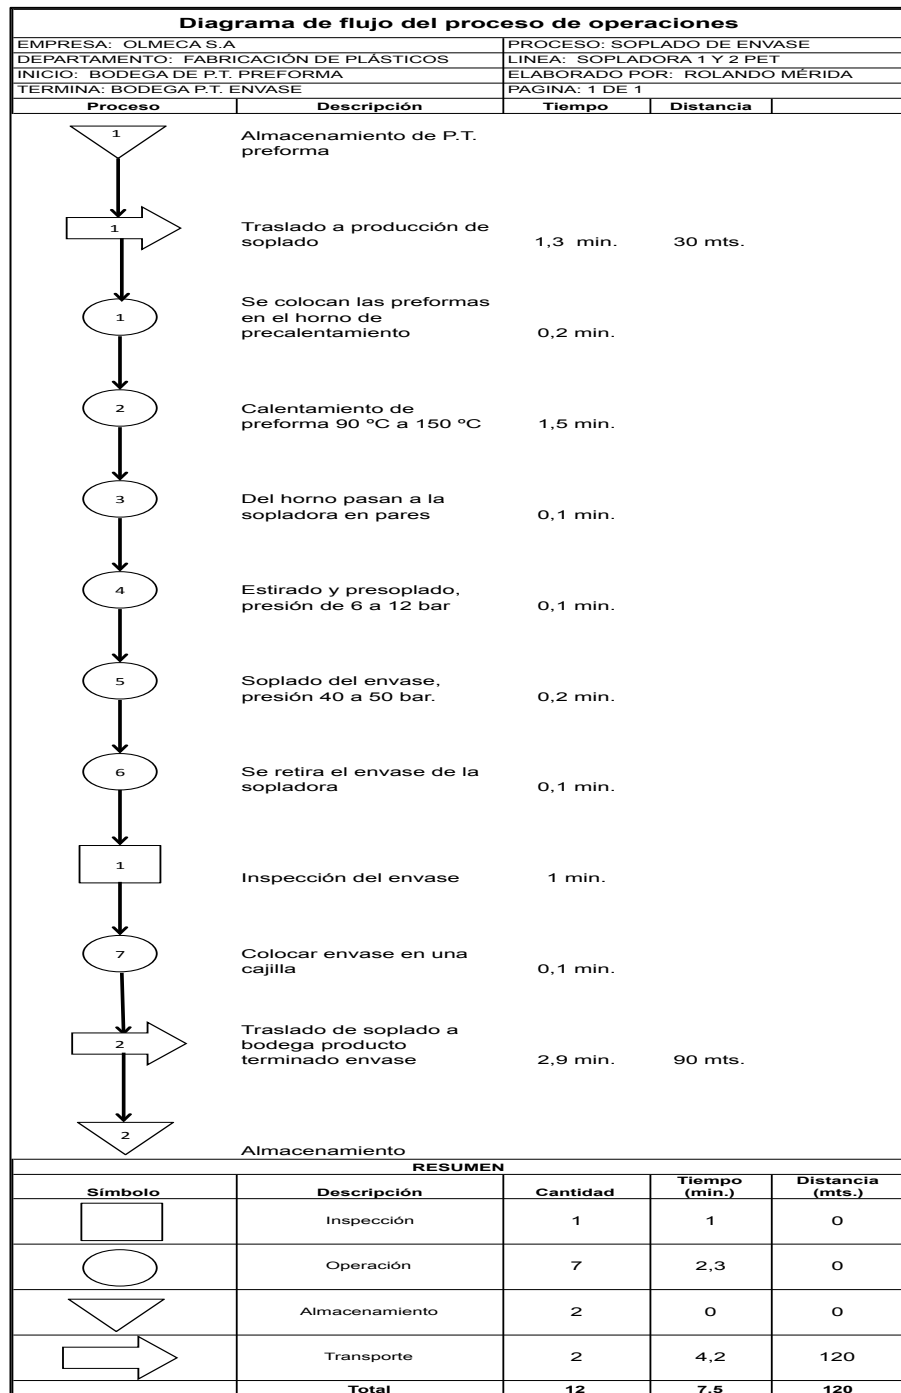 Diagrama de flujo del proceso de operaciones
EMPRESA: OLMECA S.A PROCESO: SOPLADO DE ENVASE
DEPARTAMENTO: FABRICACIÓN DE PLÁSTICOS LINEA: SOPLADORA 1 Y 2 PET
INICIO: BODEGA DE P.T. PREFORMA ELABORADO POR: ROLANDO MÉRIDA
TERMINA: BODEGA P.T. ENVASE PAGINA: 1 DE 1
Proceso Descripción Tiempo Distancia
1 Almacenamiento de P.T.
preforma
1 Traslado a producción de
soplado 1,3 min. 30 mts.
Se colocan las preformas
1 en el horno de
precalentamiento 0,2 min.
2 Calentamiento de
preforma 90 ºC a 150 ºC 1,5 min.
3 Del horno pasan a la
sopladora en pares 0,1 min.
4 Estirado y presoplado,
presión de 6 a 12 bar 0,1 min.
5 Soplado del envase,
presión 40 a 50 bar. 0,2 min.
6 Se retira el envase de la
sopladora 0,1 min.
1
Inspección del envase 1 min.
7 Colocar envase en una
cajilla 0,1 min.
Traslado de soplado a
2 bodega producto
terminado envase 2,9 min. 90 mts.
2
Almacenamiento
RESUMEN
Símbolo Descripción Cantidad Tiempo (min.) Distancia (mts.)
Inspección 1 1 0
Operación 7 2,3 0
Almacenamiento 2 0 0
Transporte 2 4,2 120
Total 12 7,5 120